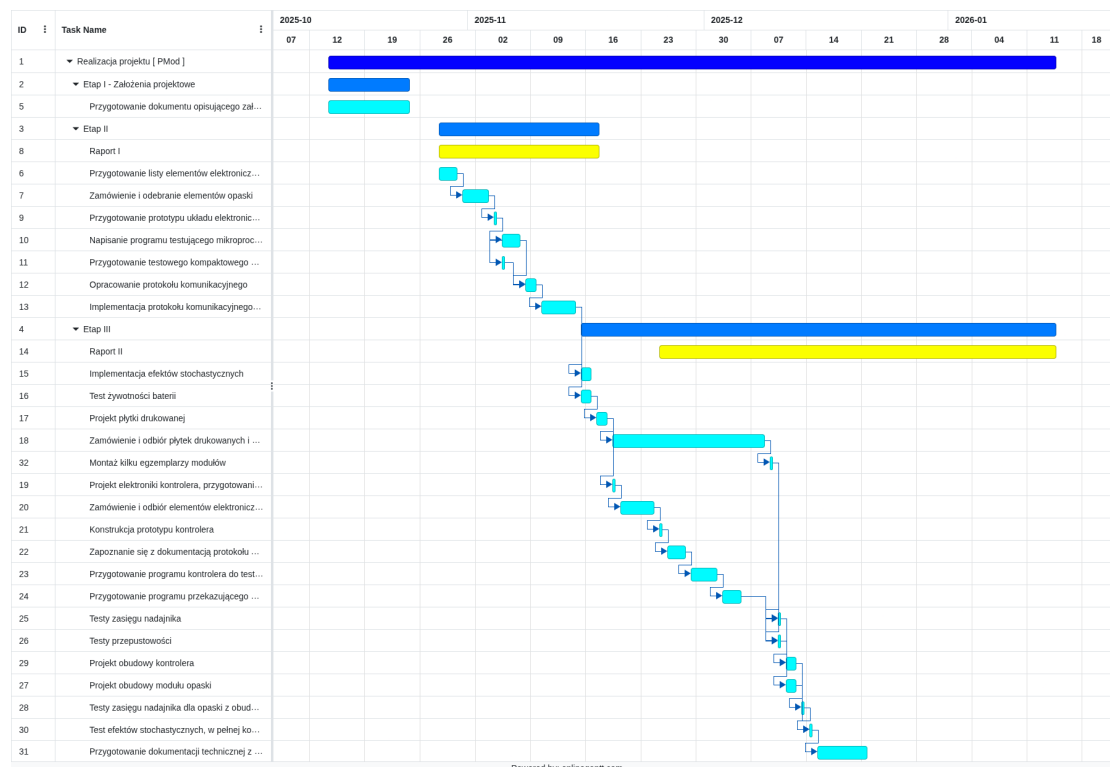 ID Task Name 2025-10 2025-11 2025-12 2026-01
07 12 19 26 02 09 16 23 30 07 14 21 28 04 11 18
1 Realizacja projektu [ PMod ]
2 Etap I - Założenia projektowe
5 Przygotowanie dokumentu opisującego zał...
3 Etap II
8 Raport I
6 Przygotowanie listy elementów elektronicz...
7 Zamówienie i odebranie elementów opaski
9 Przygotowanie prototypu układu elektronic...
10 Napisanie programu testującego mikroproc...
11 Przygotowanie testowego kompaktowego ...
12 Opracowanie protokołu komunikacyjnego
13 Implementacja protokołu komunikacyjnego...
4 Etap III
14 Raport II
15 Implementacja efektów stochastycznych
16 Test żywotności baterii
17 Projekt płytki drukowanej
18 Zamówienie i odbiór płytek drukowanych i ...
32 Montaż kilku egzemplarzy modułów
19 Projekt elektroniki kontrolera, przygotowani...
20 Zamówienie i odbiór elementów elektronicz...
21 Konstrukcja prototypu kontrolera
22 Zapoznanie się z dokumentacją protokołu ...
23 Przygotowanie programu kontrolera do test...
24 Przygotowanie programu przekazującego ...
25 Testy zasięgu nadajnika
26 Testy przepustowości
29 Projekt obudowy kontrolera
27 Projekt obudowy modułu opaski
28 Testy zasięgu nadajnika dla opaski z obud...
30 Test efektów stochastycznych, w pełnej ko...
31 Przygotowanie dokumentacji technicznej z ...